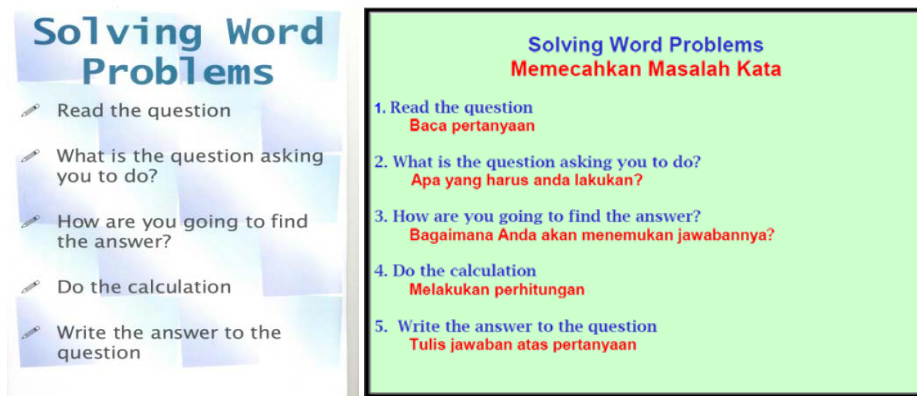 Solving Word
Problems
Read the question
What is the question asking
you to do?
How are you going to find
the answer?
Do the calculation
Write the answer to the
question
Solving Word Problems
Memecahkan Masalah Kata
1. Read the question
Baca pertanyaan
2. What is the question asking you to do?
Apa yang harus anda lakukan?
3. How are you going to find the answer?
Bagaimana Anda akan menemukan jawabannya?
4. Do the calculation
Melakukan perhitungan
5. Write the answer to the question
Tulis jawaban atas pertanyaan